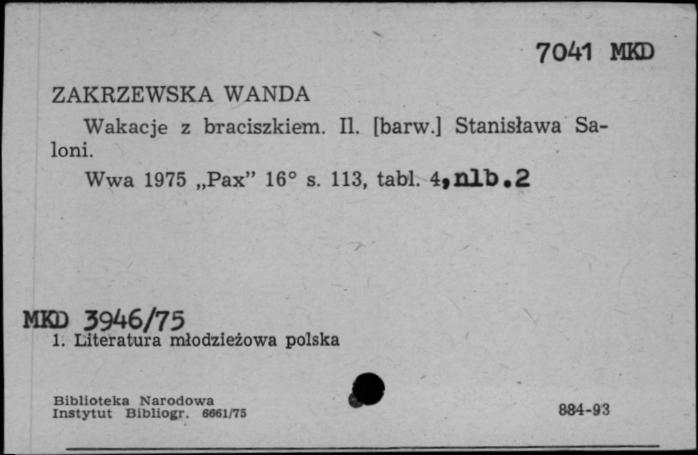 7041 MKD
ZAKRZEWSKA WANDA
Wakacje z braciszkiem. Il. [barw.] Stanisława Sa-
loni.
Wwa 1975 „Pax” 16° s. 113, tabl. 4,nlb.2
MKD 3946/75
1. Literatura młodzieżowa polska
Biblioteka Narodowa
Instytut Bibliogr. 6661/75
884-93